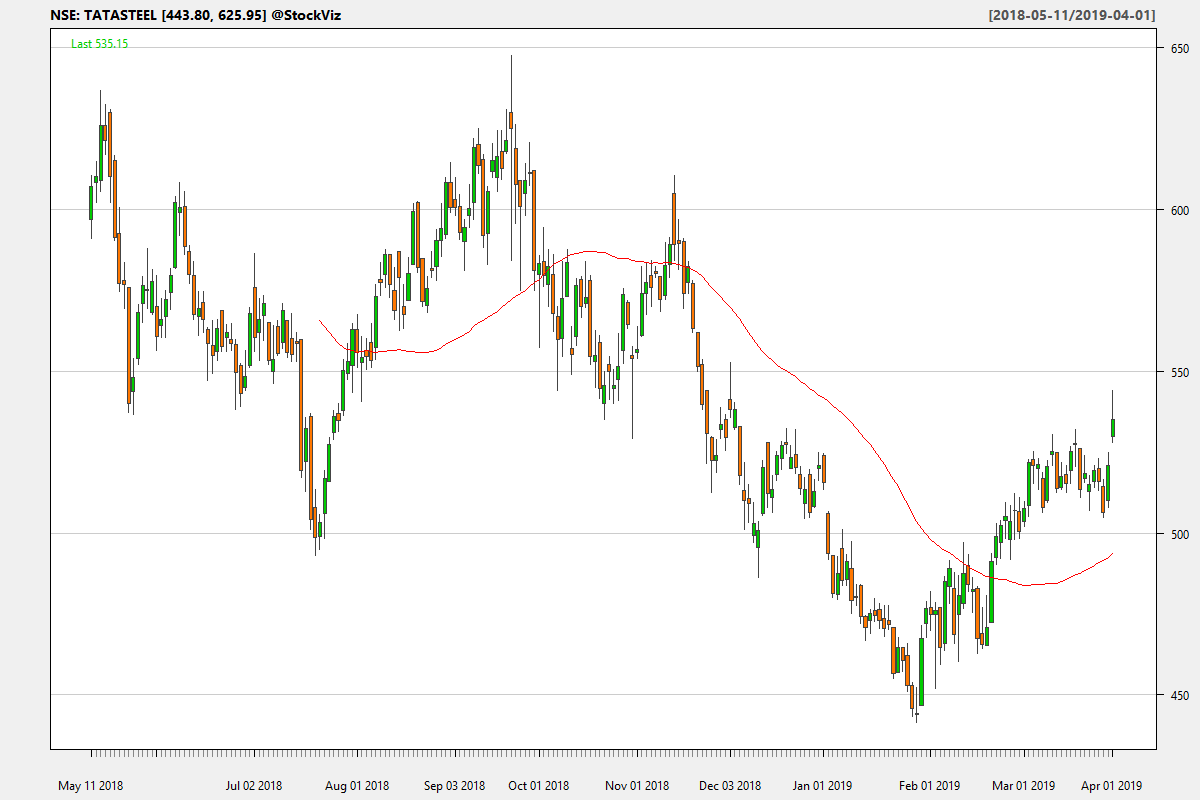 NSE: TATASTEEL [443.80, 625.95] @StockViz
[2018-05-11/2019-04-01]
Last 535.15
650
600
550
500
450
May 11 2018
Jul 02 2018
Aug 01 2018
Sep 03 2018
Oct 01 2018
Nov 01 2018
Dec 03 2018
Jan 01 2019
Feb 01 2019
Mar 01 2019
Apr 01 2019